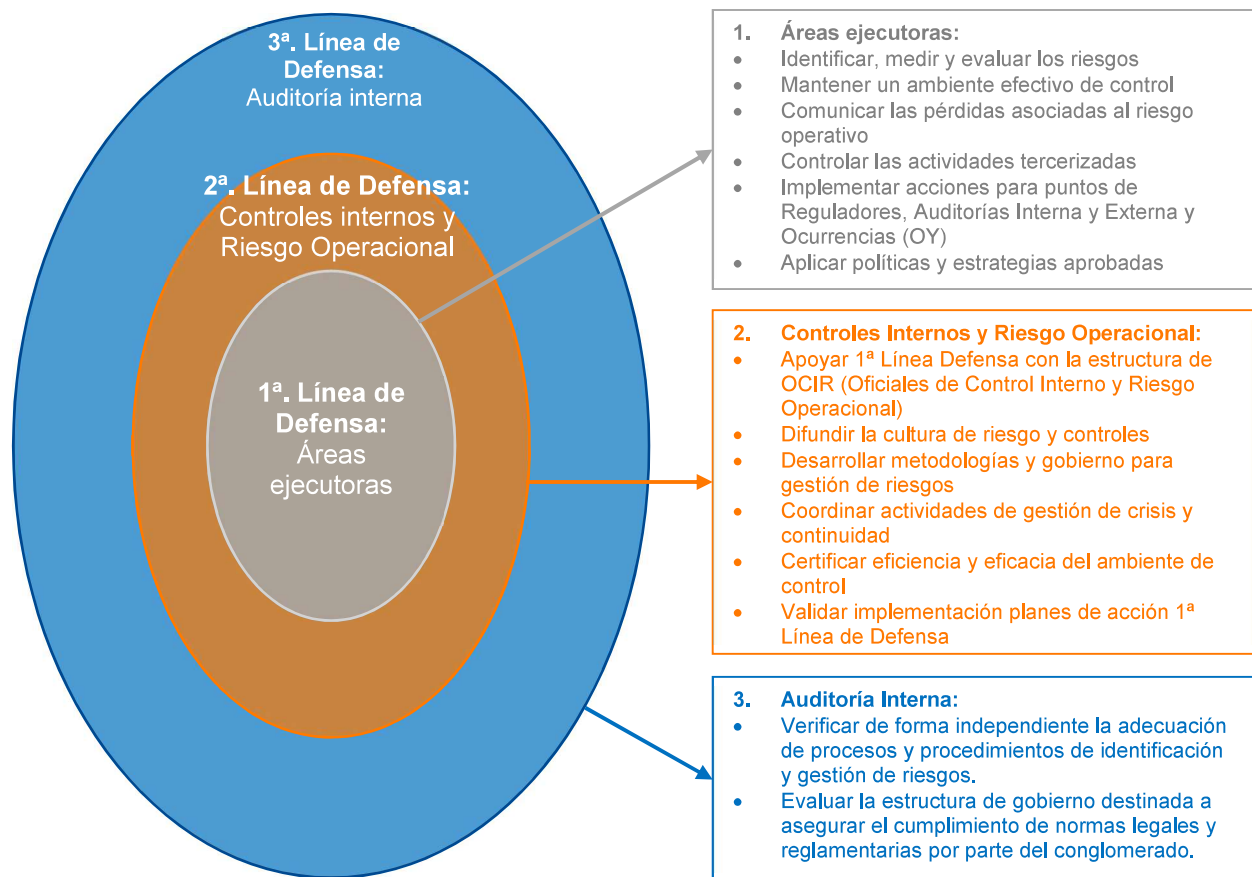 3ª. Línea de
Defensa:
Auditoría interna
2ª. Línea de Defensa:
Controles internos y
Riesgo Operacional
1ª. Línea de
Defensa:
Áreas
ejecutoras
1. Áreas ejecutoras:
• Identificar, medir y evaluar los riesgos
• Mantener un ambiente efectivo de control
• Comunicar las pérdidas asociadas al riesgo
operativo
• Controlar las actividades tercerizadas
• Implementar acciones para puntos de
Reguladores, Auditorías Interna y Externa y
Ocurrencias (OY)
• Aplicar políticas y estrategias aprobadas
2. Controles Internos y Riesgo Operacional:
• Apoyar 1ª Línea Defensa con la estructura de
OCIR (Oficiales de Control Interno y Riesgo
Operacional)
• Difundir la cultura de riesgo y controles
• Desarrollar metodologías y gobierno para
gestión de riesgos
• Coordinar actividades de gestión de crisis y
continuidad
• Certificar eficiencia y eficacia del ambiente de
control
• Validar implementación planes de acción 1ª
Línea de Defensa
3. Auditoría Interna:
• Verificar de forma independiente la adecuación
de procesos y procedimientos de identificación
y gestión de riesgos.
• Evaluar la estructura de gobierno destinada a
asegurar el cumplimiento de normas legales y
reglamentarias por parte del conglomerado.